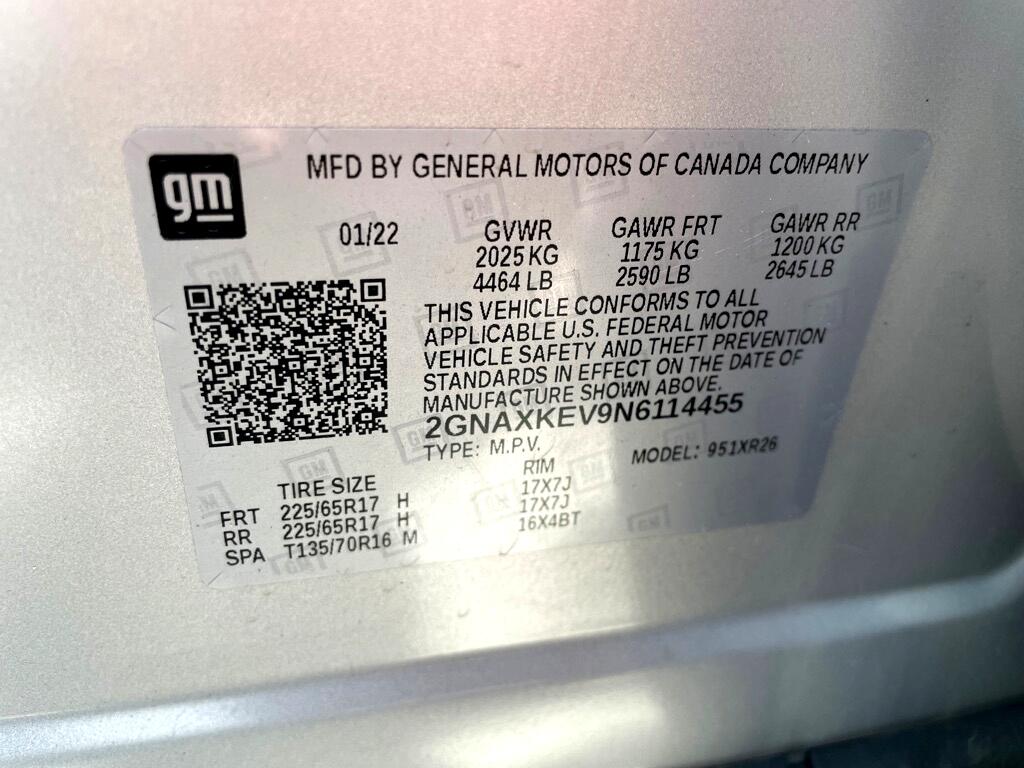 gm
MFD BY GENERAL MOTORS OF CANADA COMPANY
01/22 GVWR GAWR FRT GAWR RR
2025 KG 1175 KG 1200 KG
4464 LB 2590 LB 2645 LB
THIS VEHICLE CONFORMS TO ALL
APPLICABLE U.S. FEDERAL MOTOR
VEHICLE SAFETY AND THEFT PREVENTION
STANDARDS IN EFFECT ON THE DATE OF
MANUFACTURE SHOWN ABOVE.
2GNAXKEV9N6114455
TYPE: M.P.V. MODEL: 951XR26
TIRE SIZE RIM
FRT 225/65R17 H 17X7J
RR 225/65R17 H 17X7J
SPA T135/70R16 M 16X4BT